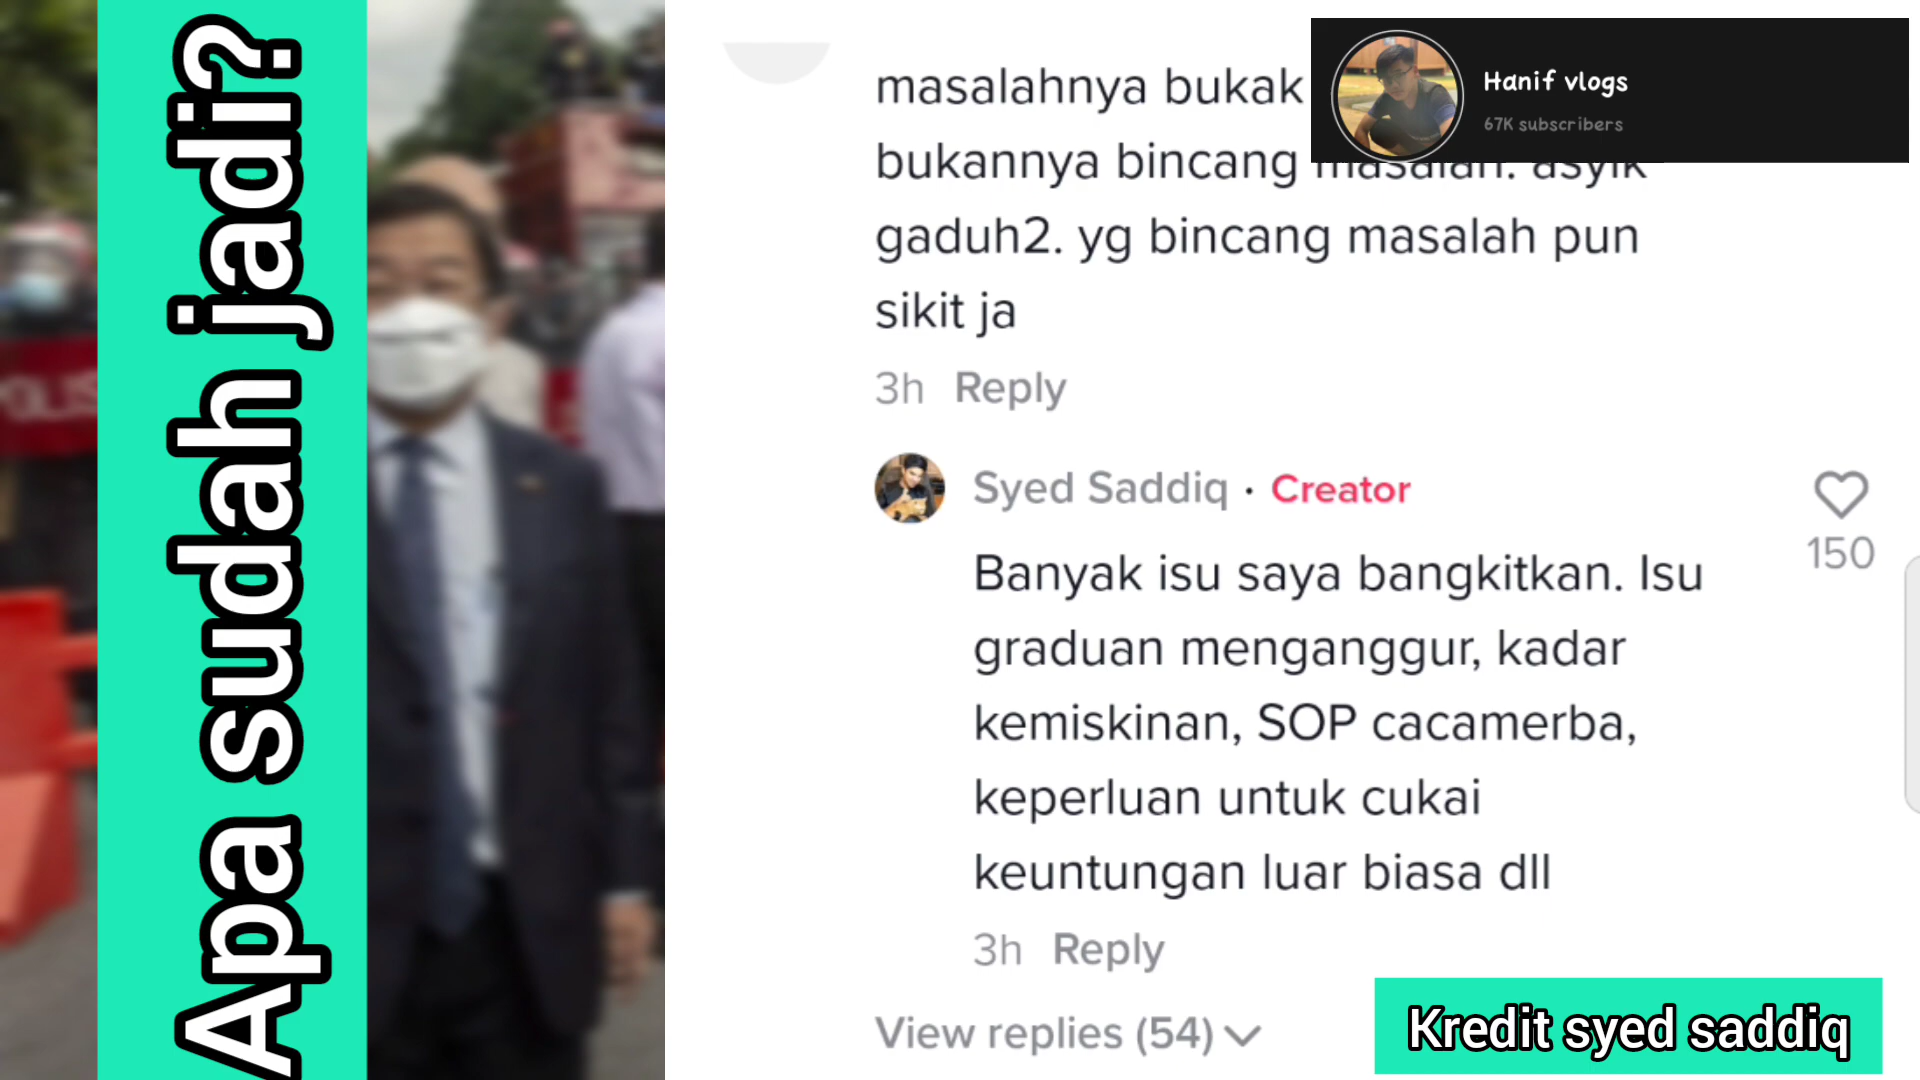 Apa sudah jadi?
masalahnya bukak
bukannya bincang masalah. asyik
gaduh2. yg bincang masalah pun
sikit ja
3h Reply
Syed Saddiq · Creator
150
Banyak isu saya bangkitkan. Isu
graduan menganggur, kadar
kemiskinan, SOP cacamerba,
keperluan untuk cukai
keuntungan luar biasa dll
3h Reply
View replies (54)
Hanif vlogs
67K subscribers
Kredit syed saddiq